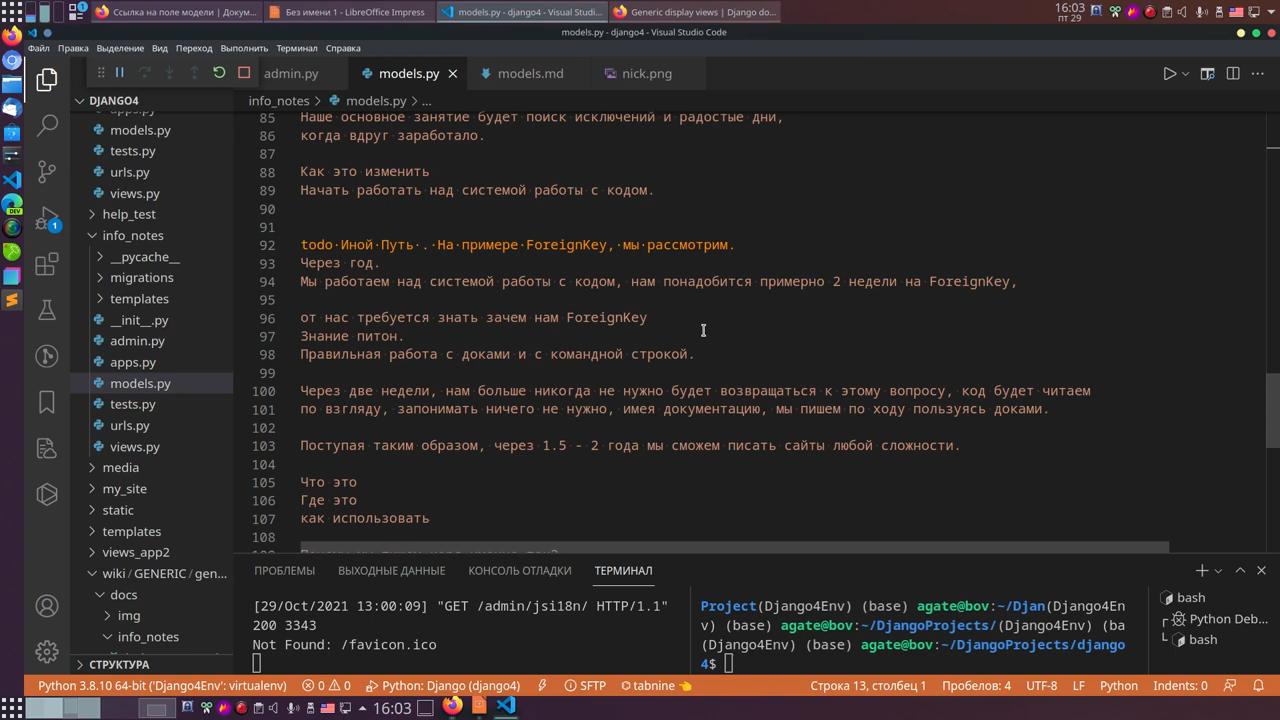 Ссылка на поле модели | Докум...
Без имени 1 - LibreOffice Impress
models.py - django4 - Visual Studi...
Generic display views | Django do...
16:03
пт 29
models.py - django4 - Visual Studio Code
Файл Правка Выделение Вид Переход Выполнить Терминал Справка
admin.py
models.py
models.md
nick.png
DJANGO4
info_notes > models.py > ...
apps.py
models.py
tests.py
urls.py
views.py
help_test
info_notes
__pycache__
migrations
templates
__init__.py
admin.py
apps.py
models.py
tests.py
urls.py
views.py
media
my_site
static
templates
views_app2
wiki / GENERIC / gen...
docs
img
info_notes
СТРУКТУРА
DEV
1
85 Наше основное занятие будет поиск исключений и радостые дни,
86 когда вдруг заработало.
87
88 Как это изменить
89 Начать работать над системой работы с кодом.
90
91
92 todo Иной Путь . На примере ForeignKey, мы рассмотрим.
93 Через год.
94 Мы работаем над системой работы с кодом, нам понадобится примерно 2 недели на ForeignKey,
95
96 от нас требуется знать зачем нам ForeignKey
97 Знание питон.
98 Правильная работа с доками и с командной строкой.
99
100 Через две недели, нам больше никогда не нужно будет возвращаться к этому вопросу, код будет читаем
101 по взгляду, запоминать ничего не нужно, имея документацию, мы пишем по ходу пользуясь доками.
102
103 Поступая таким образом, через 1.5 - 2 года мы сможем писать сайты любой сложности.
104
105 Что это
106 Где это
107 как использовать
108
ПРОБЛЕМЫ ВЫХОДНЫЕ ДАННЫЕ КОНСОЛЬ ОТЛАДКИ ТЕРМИНАЛ
[29/Oct/2021 13:00:09] "GET /admin/jsi18n/ HTTP/1.1"
200 3343
Not Found: /favicon.ico
Project(Django4Env) (base) agate@bov:~/Djan(Django4En
v) (base) agate@bov:~/DjangoProjects/(Django4Env) (ba
(Django4Env) (base) agate@bov:~/DjangoProjects/django
4$
bash
Python Deb...
bash
Python 3.8.10 64-bit ('Django4Env': virtualenv) 0 0 Python: Django (django4) SFTP tabnine Строка 13, столбец 1 Пробелов: 4 UTF-8 LF Python Indents: 0
16:03